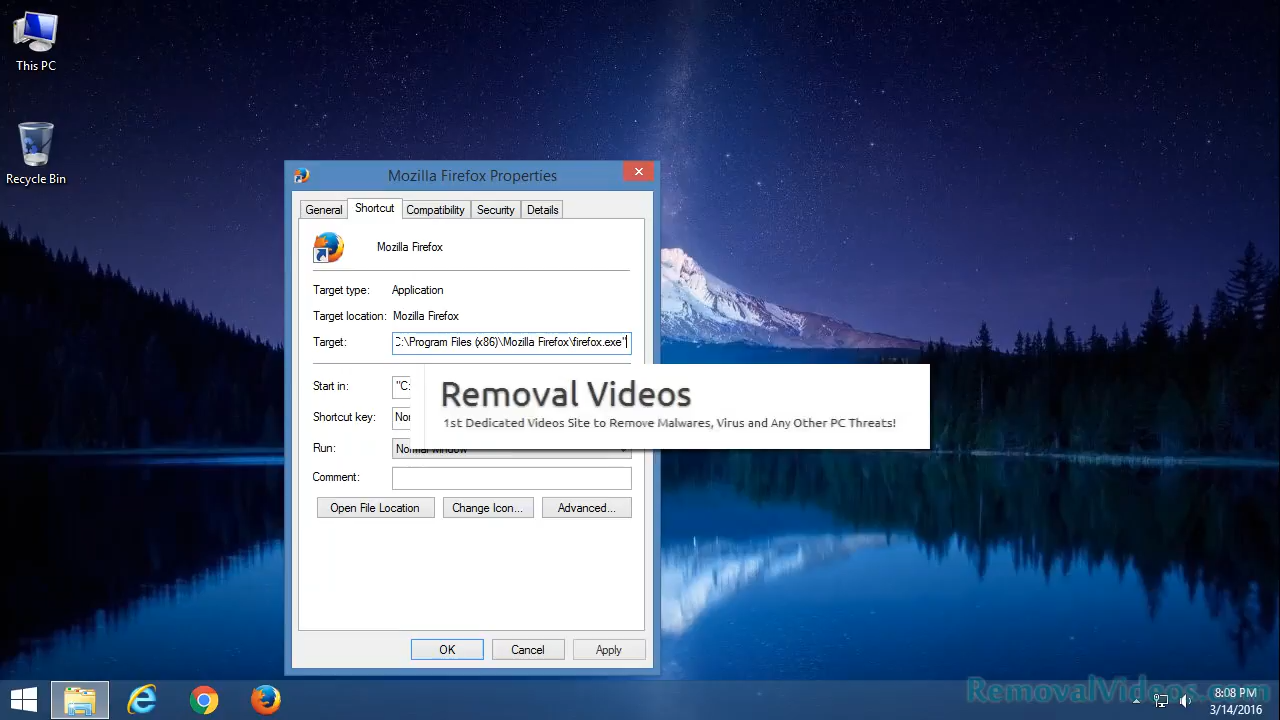 This PC
Recycle Bin
Mozilla Firefox Properties
General Shortcut Compatibility Security Details
Mozilla Firefox
Target type: Application
Target location: Mozilla Firefox
Target: C:\Program Files (x86)\Mozilla Firefox\firefox.exe"
Start in: "C:
Removal Videos
1st Dedicated Videos Site to Remove Malwares, Virus and Any Other PC Threats!
Shortcut key: Non
Run: Normal window
Comment:
Open File Location Change Icon... Advanced...
OK Cancel Apply
RemovalVideos.com
8:08 PM
3/14/2016